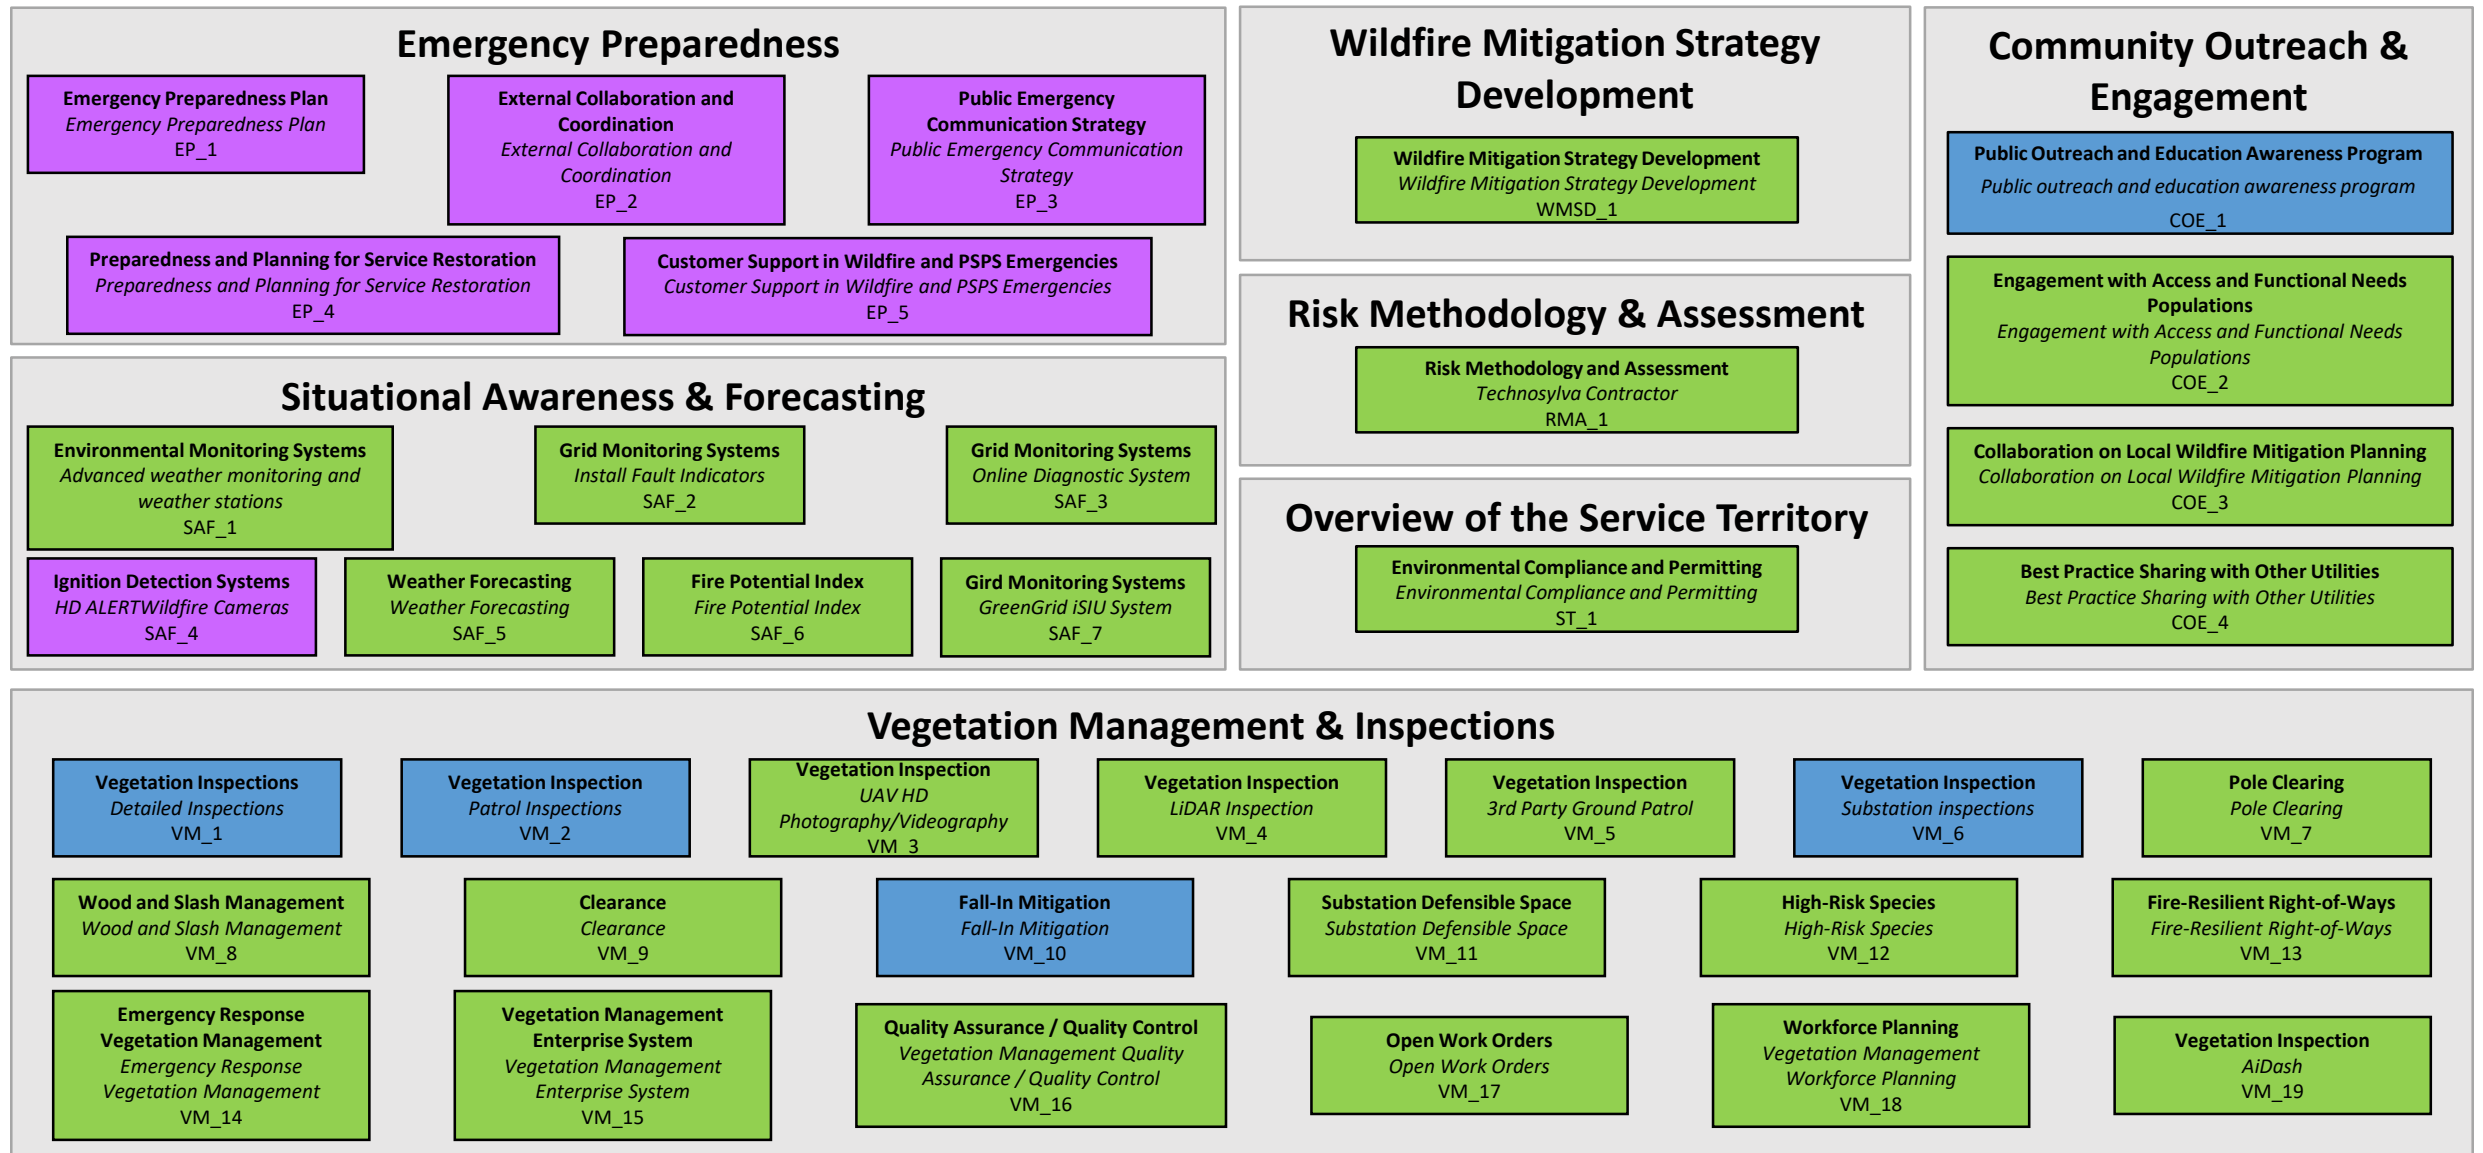 Emergency Preparedness
Emergency Preparedness Plan
Emergency Preparedness Plan
EP_1
External Collaboration and
Coordination
External Collaboration and
Coordination
EP_2
Public Emergency
Communication Strategy
Public Emergency Communication
Strategy
EP_3
Preparedness and Planning for Service Restoration
Preparedness and Planning for Service Restoration
EP_4
Customer Support in Wildfire and PSPS Emergencies
Customer Support in Wildfire and PSPS Emergencies
EP_5
Situational Awareness & Forecasting
Environmental Monitoring Systems
Advanced weather monitoring and
weather stations
SAF_1
Grid Monitoring Systems
Install Fault Indicators
SAF_2
Grid Monitoring Systems
Online Diagnostic System
SAF_3
Ignition Detection Systems
HD ALERTWildfire Cameras
SAF_4
Weather Forecasting
Weather Forecasting
SAF_5
Fire Potential Index
Fire Potential Index
SAF_6
Gird Monitoring Systems
GreenGrid iSIU System
SAF_7
Wildfire Mitigation Strategy
Development
Wildfire Mitigation Strategy Development
Wildfire Mitigation Strategy Development
WMSD_1
Risk Methodology & Assessment
Risk Methodology and Assessment
Technosylva Contractor
RMA_1
Overview of the Service Territory
Environmental Compliance and Permitting
Environmental Compliance and Permitting
ST_1
Community Outreach &
Engagement
Public Outreach and Education Awareness Program
Public outreach and education awareness program
COE_1
Engagement with Access and Functional Needs
Populations
Engagement with Access and Functional Needs
Populations
COE_2
Collaboration on Local Wildfire Mitigation Planning
Collaboration on Local Wildfire Mitigation Planning
COE_3
Best Practice Sharing with Other Utilities
Best Practice Sharing with Other Utilities
COE_4
Vegetation Management & Inspections
Vegetation Inspections
Detailed Inspections
VM_1
Vegetation Inspection
Patrol Inspections
VM_2
Vegetation Inspection
UAV HD
Photography/Videography
VM_3
Vegetation Inspection
LiDAR Inspection
VM_4
Vegetation Inspection
3rd Party Ground Patrol
VM_5
Vegetation Inspection
Substation inspections
VM_6
Pole Clearing
Pole Clearing
VM_7
Wood and Slash Management
Wood and Slash Management
VM_8
Clearance
Clearance
VM_9
Fall-In Mitigation
Fall-In Mitigation
VM_10
Substation Defensible Space
Substation Defensible Space
VM_11
High-Risk Species
High-Risk Species
VM_12
Fire-Resilient Right-of-Ways
Fire-Resilient Right-of-Ways
VM_13
Emergency Response
Vegetation Management
Emergency Response
Vegetation Management
VM_14
Vegetation Management
Enterprise System
Vegetation Management
Enterprise System
VM_15
Quality Assurance / Quality Control
Vegetation Management Quality
Assurance / Quality Control
VM_16
Open Work Orders
Open Work Orders
VM_17
Workforce Planning
Vegetation Management
Workforce Planning
VM_18
Vegetation Inspection
AiDash
VM_19